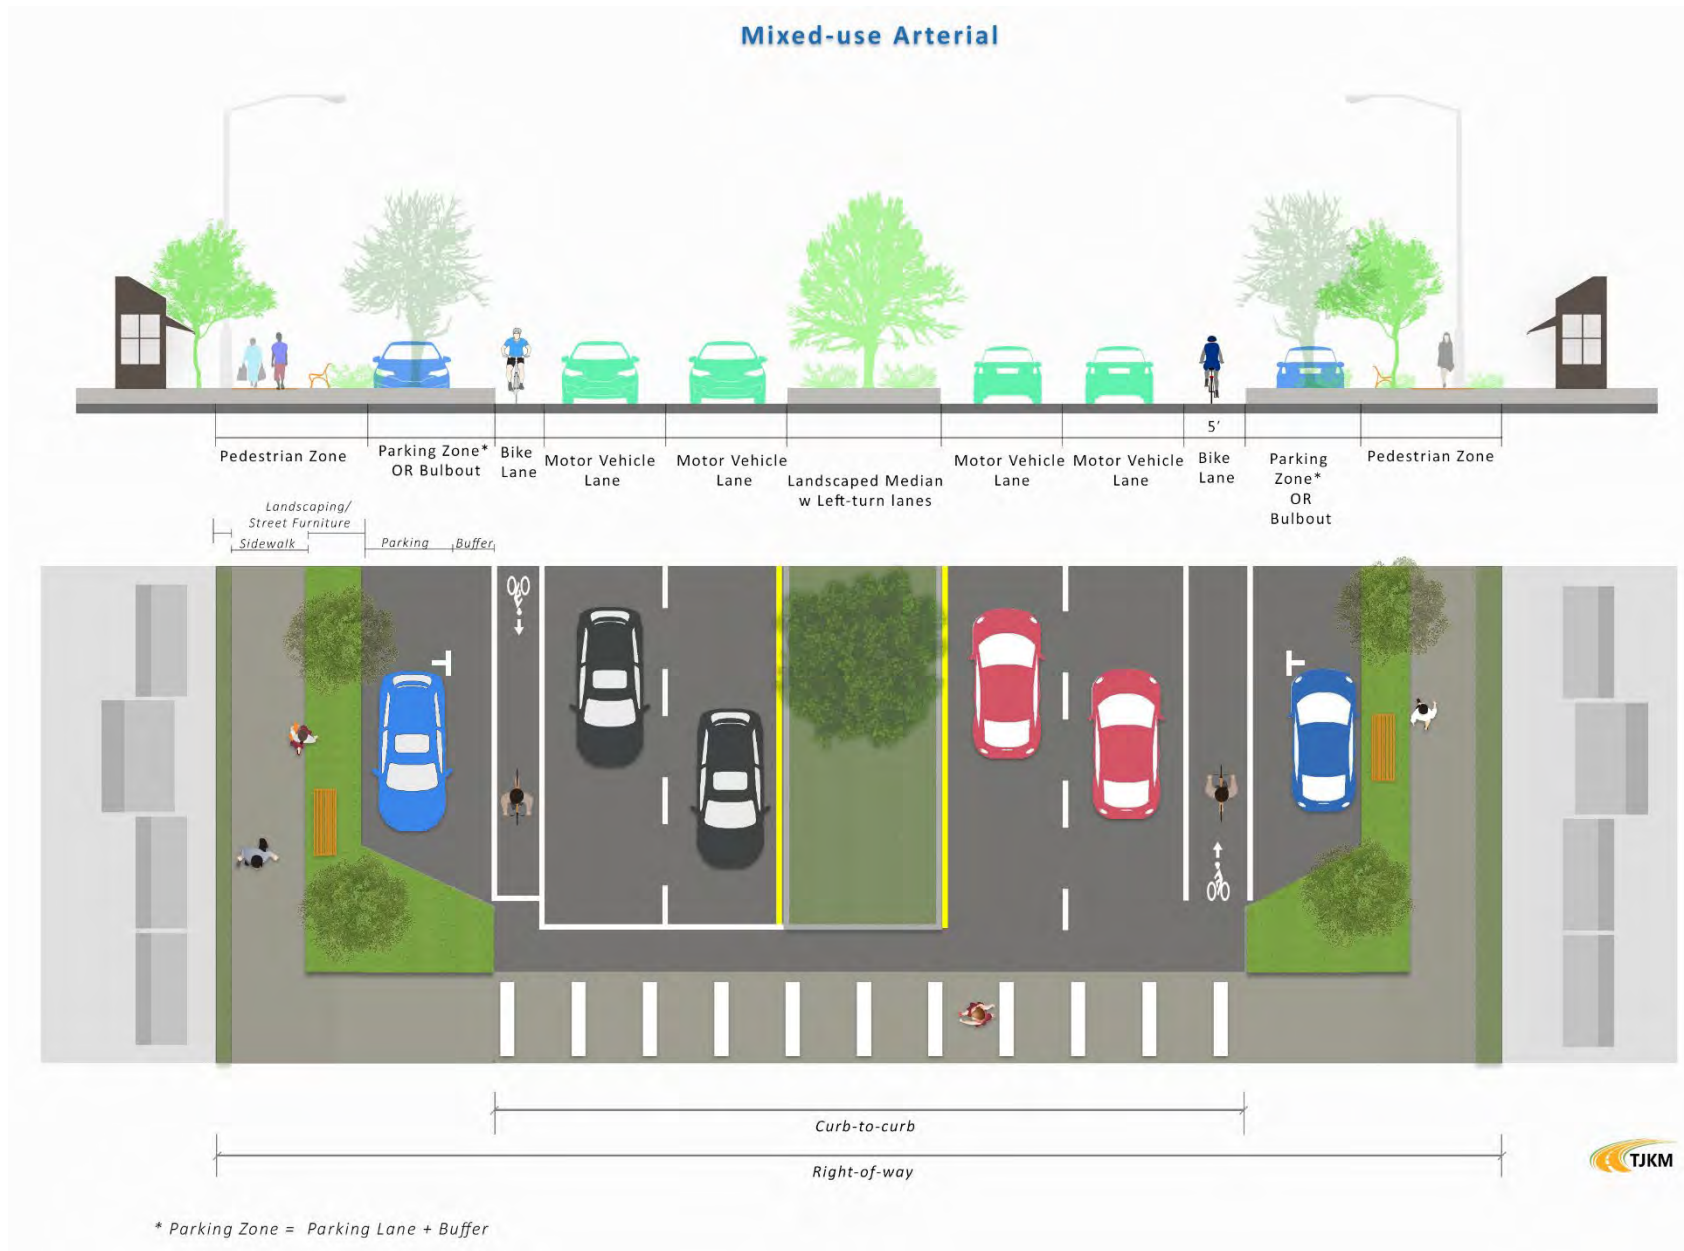 Mixed-use Arterial
5'
Pedestrian Zone
Parking Zone*
OR Bulbout
Bike
Lane
Motor Vehicle
Lane
Motor Vehicle
Lane
Landscaped Median
w Left-turn lanes
Motor Vehicle
Lane
Motor Vehicle
Lane
Bike
Lane
Parking
Zone*
OR
Bulbout
Pedestrian Zone
Landscaping/
Street Furniture
Sidewalk
Parking
Buffer
Curb-to-curb
Right-of-way
TJKM
* Parking Zone = Parking Lane + Buffer